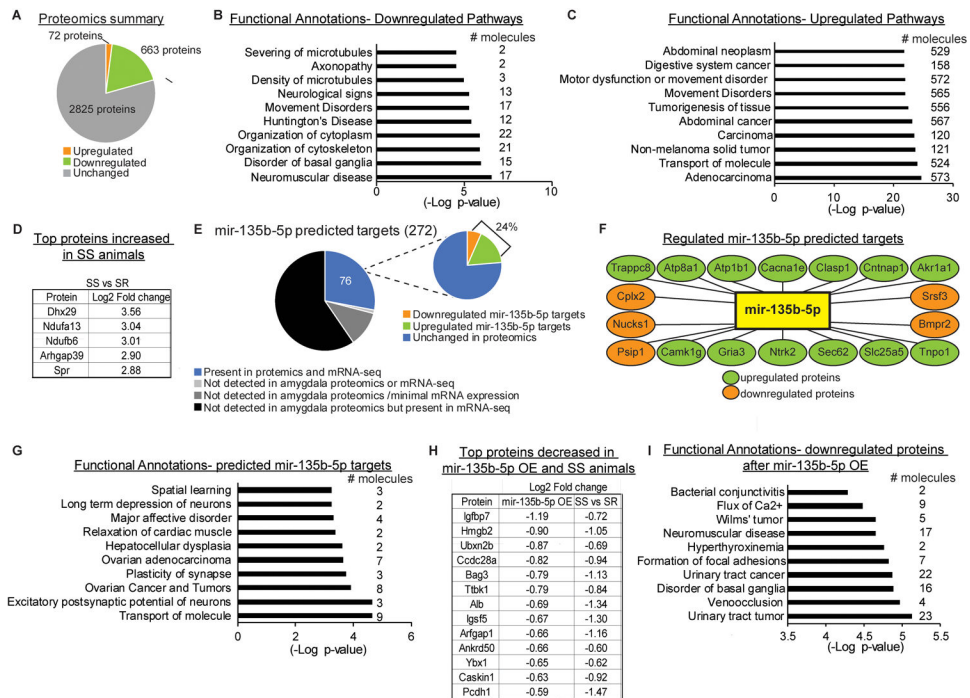 A
Proteomics summary
72 proteins
663 proteins
2825 proteins
Upregulated
Downregulated
Unchanged
B
Functional Annotations- Downregulated Pathways
# molecules
Severing of microtubules 2
Axonopathy 2
Density of microtubules 3
Neurological signs 13
Movement Disorders 17
Huntington's Disease 12
Organization of cytoplasm 22
Organization of cytoskeleton 21
Disorder of basal ganglia 15
Neuromuscular disease 17
0 5 10
(-Log p-value)
C
Functional Annotations- Upregulated Pathways
# molecules
Abdominal neoplasm 529
Digestive system cancer 158
Motor dysfunction or movement disorder 572
Movement Disorders 565
Tumorigenesis of tissue 556
Abdominal cancer 567
Carcinoma 120
Non-melanoma solid tumor 121
Transport of molecule 524
Adenocarcinoma 573
0 10 20 30
(-Log p-value)
D
Top proteins increased
in SS animals
SS vs SR
Protein Log2 Fold change
Dhx29 3.56
Ndufa13 3.04
Ndufb6 3.01
Arhgap39 2.90
Spr 2.88
E
mir-135b-5p predicted targets (272)
24%
76
Downregulated mir-135b-5p targets
Upregulated mir-135b-5p targets
Unchanged in proteomics
Present in protemics and mRNA-seq
Not detected in amygdala proteomics or mRNA-seq
Not detected in amygdala proteomics /minimal mRNA expression
Not detected in amygdala proteomics but present in mRNA-seq
F
Regulated mir-135b-5p predicted targets
Trappc8 Atp8a1 Atp1b1 Cacna1e Clasp1 Cntnap1 Akr1a1
Cplx2 Srsf3
mir-135b-5p
Nucks1 Bmpr2
Psip1 Camk1g Gria3 Ntrk2 Sec62 Slc25a5 Tnpo1
upregulated proteins
downregulated proteins
G
Functional Annotations- predicted mir-135b-5p targets
# molecules
Spatial learning 3
Long term depression of neurons 2
Major affective disorder 4
Relaxation of cardiac muscle 2
Hepatocellular dysplasia 2
Ovarian adenocarcinoma 7
Plasticity of synapse 3
Ovarian Cancer and Tumors 8
Excitatory postsynaptic potential of neurons 3
Transport of molecule 9
0 1 2 3 4 5 6
(-Log p-value)
H
Top proteins decreased in
mir-135b-5p OE and SS animals
Log2 Fold change
Protein mir-135b-5p OE SS vs SR
Igfbp7 -1.19 -0.72
Hmgb2 -0.90 -1.05
Ubxn2b -0.87 -0.69
Ccdc28a -0.82 -0.94
Bag3 -0.79 -1.13
Ttbk1 -0.79 -0.84
Alb -0.69 -1.34
Igsf5 -0.67 -1.30
Arfgap1 -0.66 -1.16
Ankrd50 -0.66 -0.60
Ybx1 -0.65 -0.62
Caskin1 -0.63 -0.92
Pcdh1 -0.59 -1.47
I
Functional Annotations- downregulated proteins
after mir-135b-5p OE
# molecules
Bacterial conjunctivitis 2
Flux of Ca2+ 9
Wilms' tumor 5
Neuromuscular disease 17
Hyperthyroxinemia 2
Formation of focal adhesions 7
Urinary tract cancer 22
Disorder of basal ganglia 16
Venoocclusion 4
Urinary tract tumor 23
3.5 4 4.5 5 5.5
(-Log p-value)